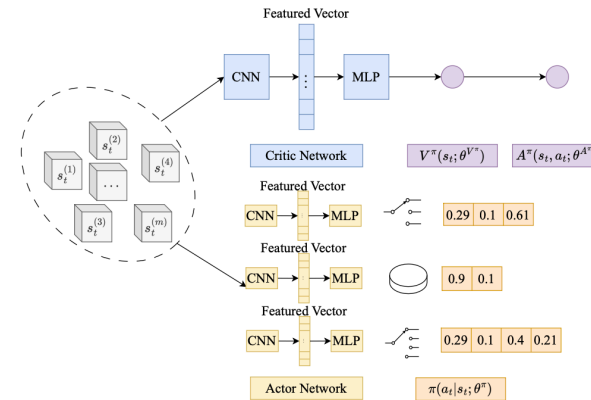 Featured Vector
CNN
⋮
MLP
s_t^{(2)}
s_t^{(1)}
s_t^{(4)}
...
s_t^{(3)}
s_t^{(m)}
Critic Network
V^π(s_t; θ^{V^π})
A^π(s_t, a_t; θ^{A^π}
Featured Vector
CNN
MLP
0.29 0.1 0.61
Featured Vector
CNN
MLP
0.9 0.1
Featured Vector
CNN
MLP
0.29 0.1 0.4 0.21
Actor Network
π(a_t|s_t; θ^π)